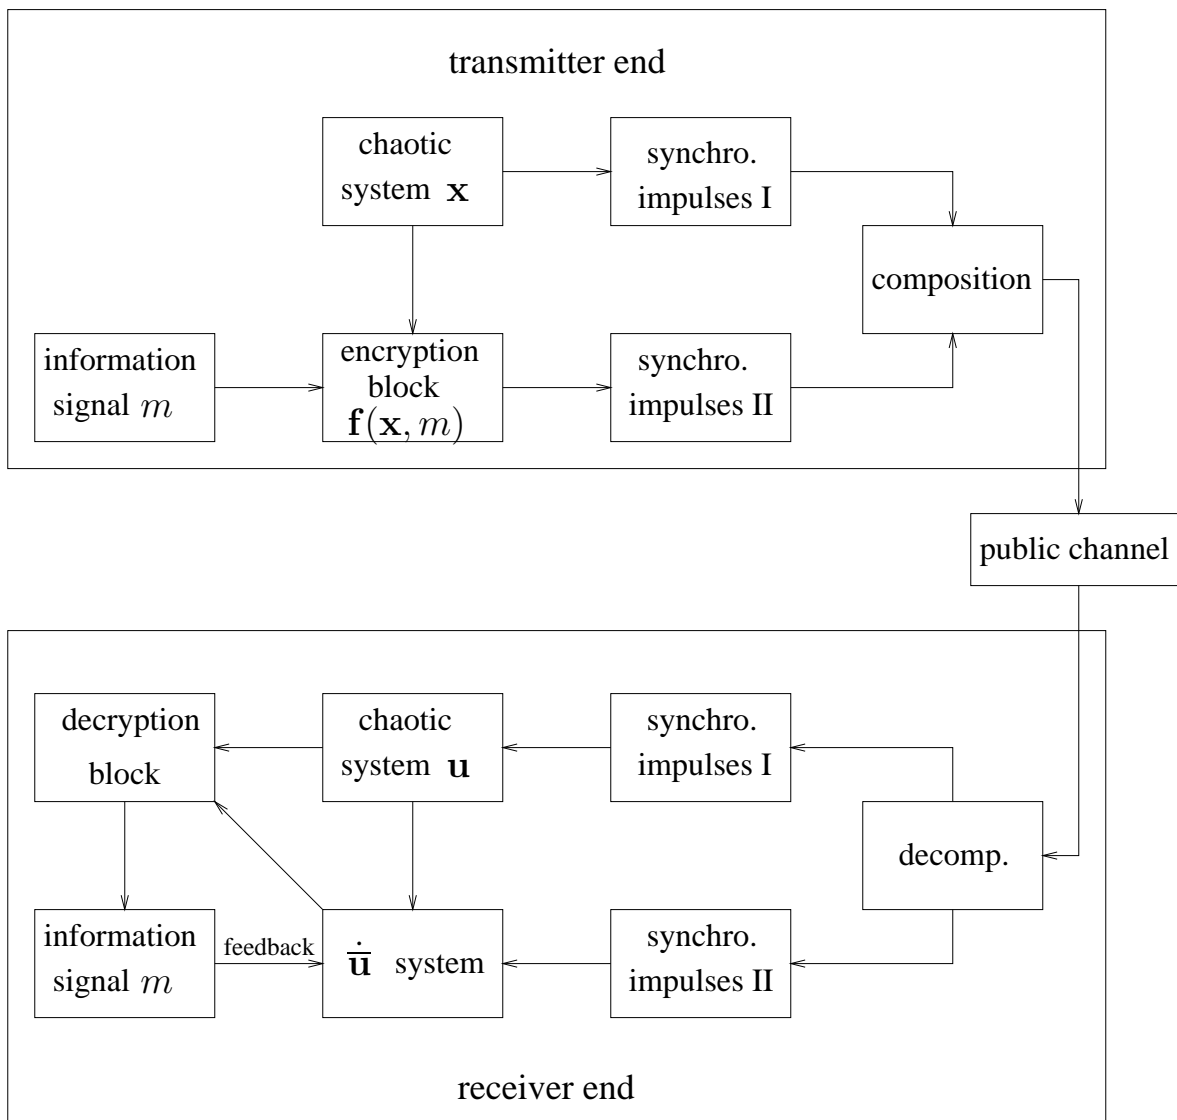 transmitter end
chaotic
system x
synchro.
impulses I
composition
information
signal m
encryption
block
f(x, m)
synchro.
impulses II
public channel
decryption
block
chaotic
system u
synchro.
impulses I
decomp.
information
signal m
feedback
u̅̇ system
synchro.
impulses II
receiver end